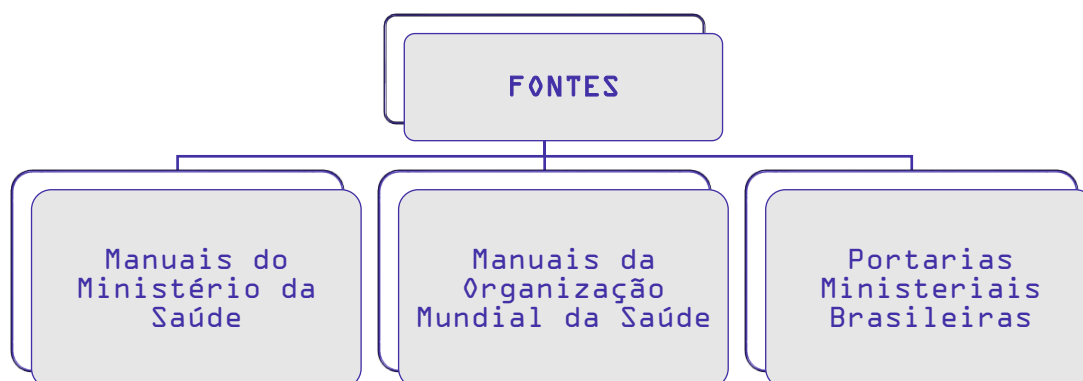 FONTES
Manuais do
Ministério da
Saúde
Manuais da
Organização
Mundial da Saúde
Portarias
Ministeriais
Brasileiras